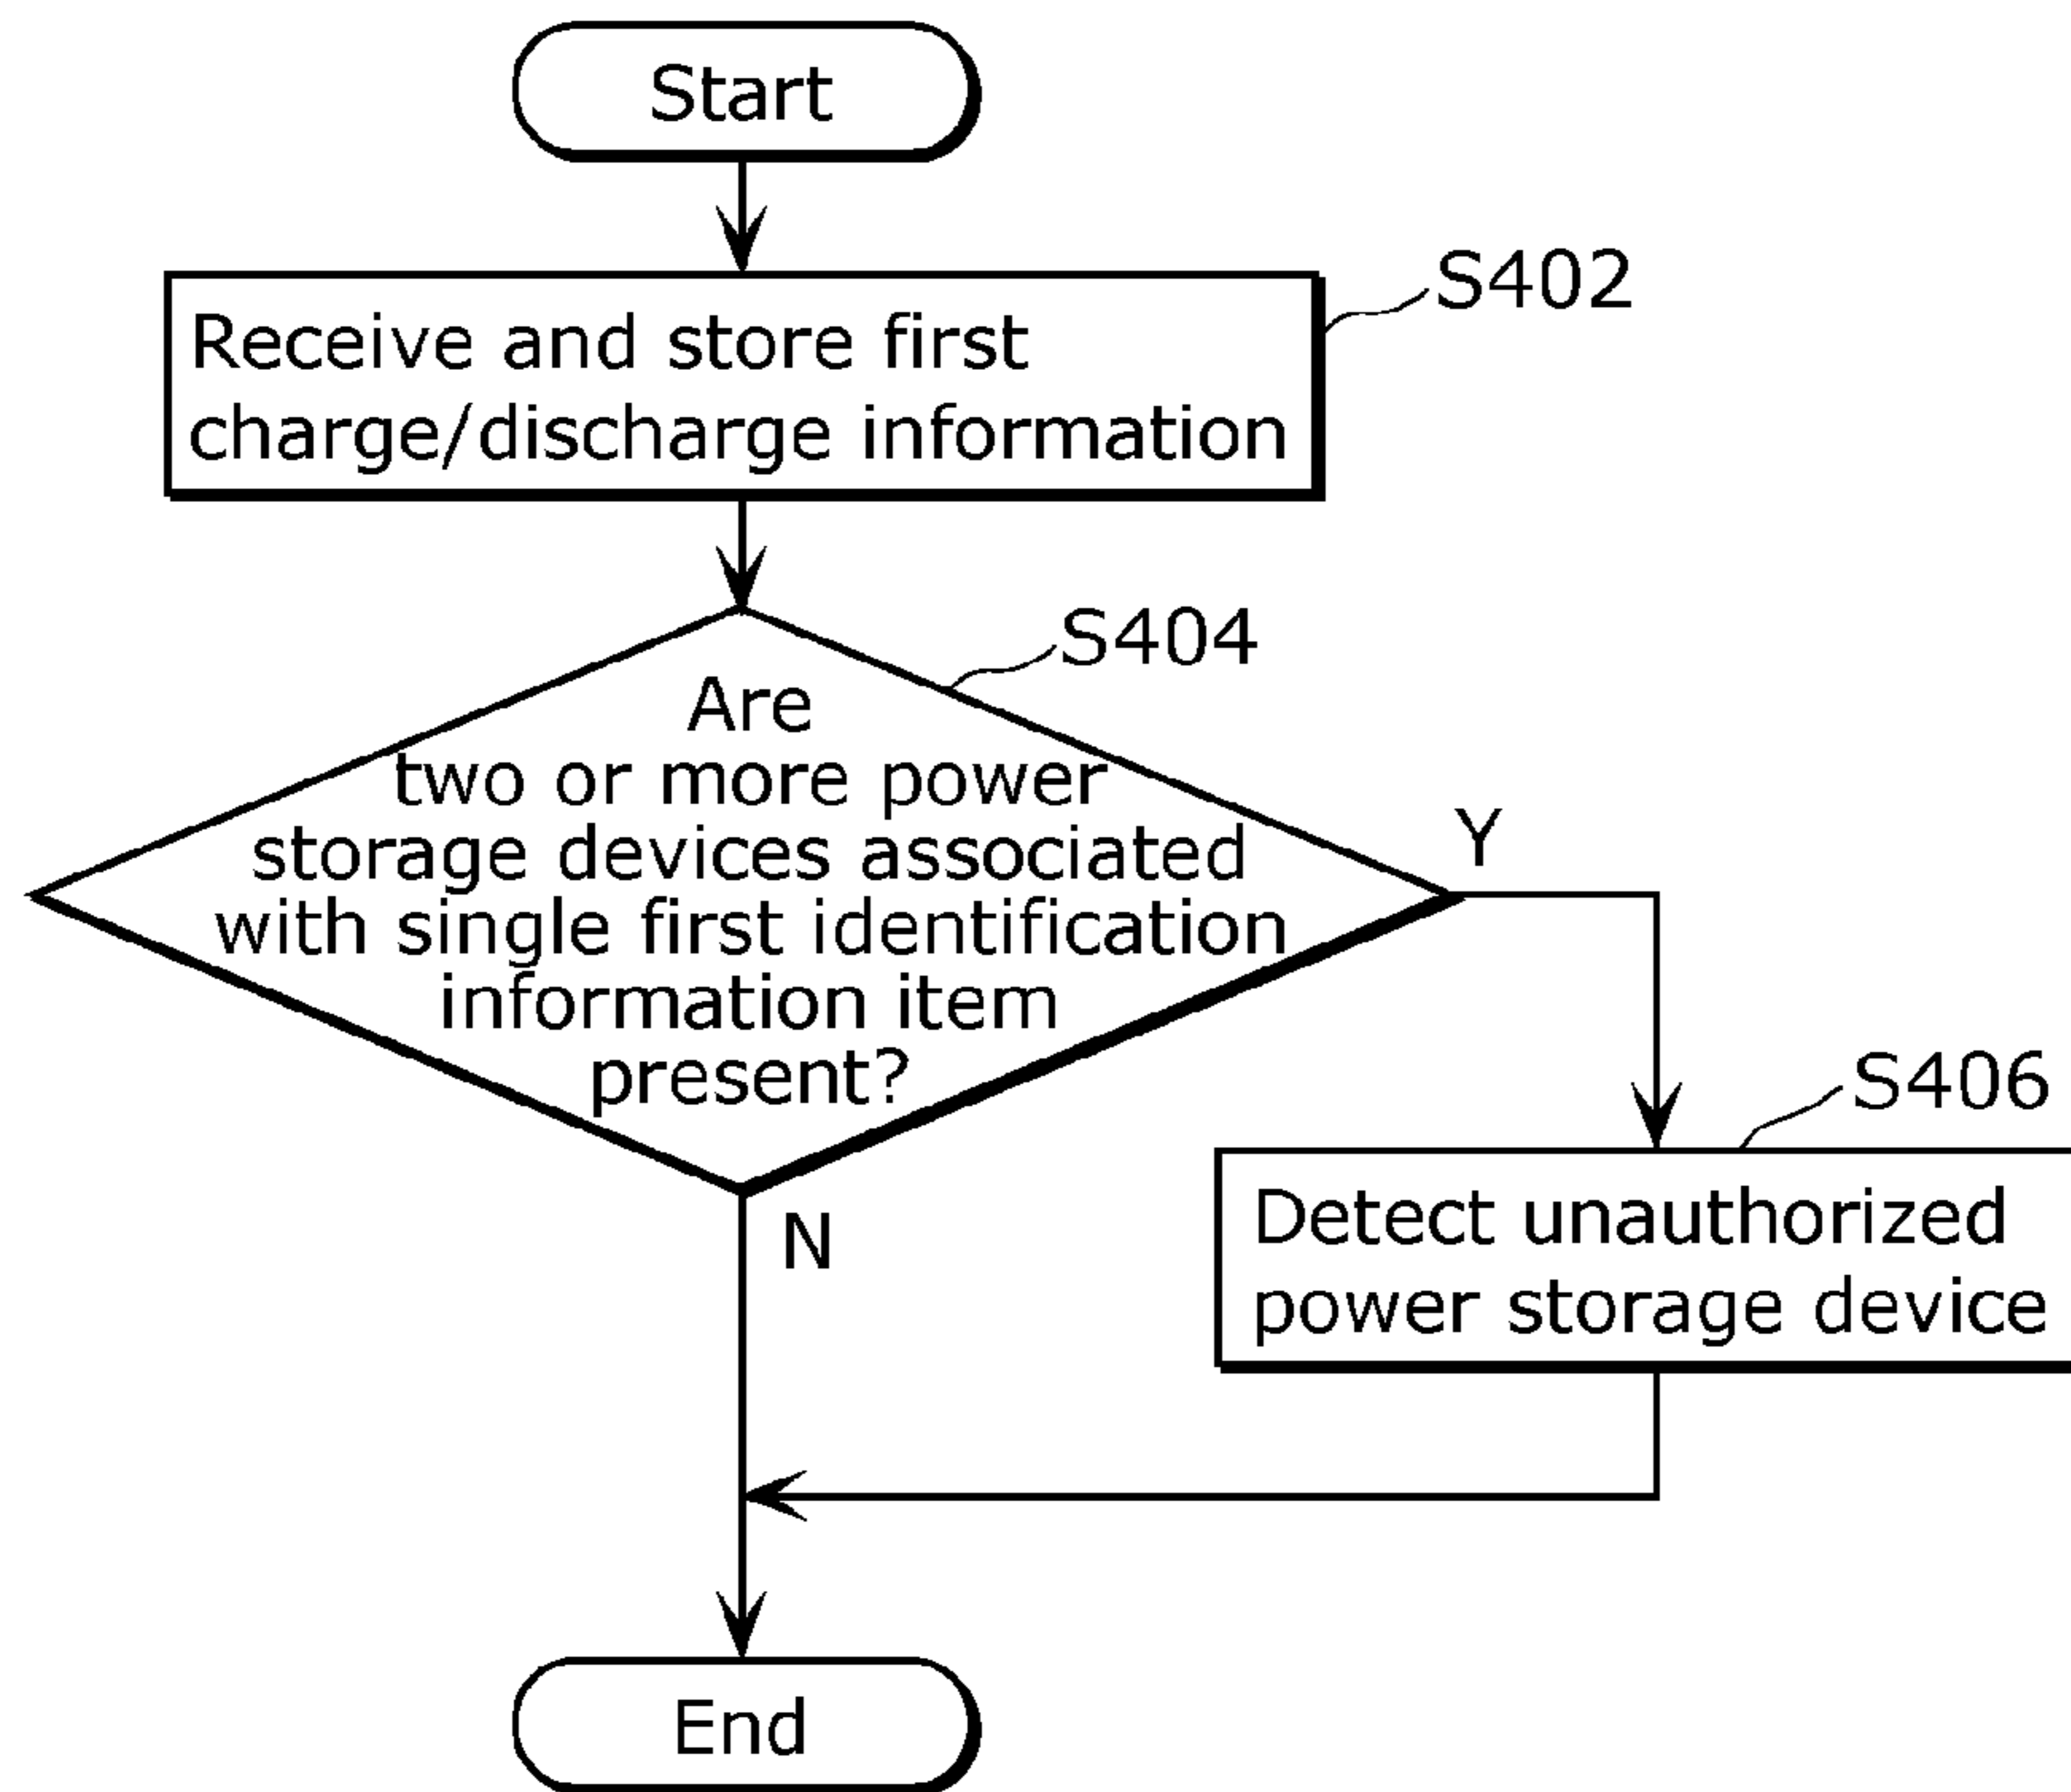 Start
S402
Receive and store first
charge/discharge information
S404
Are
two or more power
storage devices associated
with single first identification
information item
present?
Y
N
S406
Detect unauthorized
power storage device
End